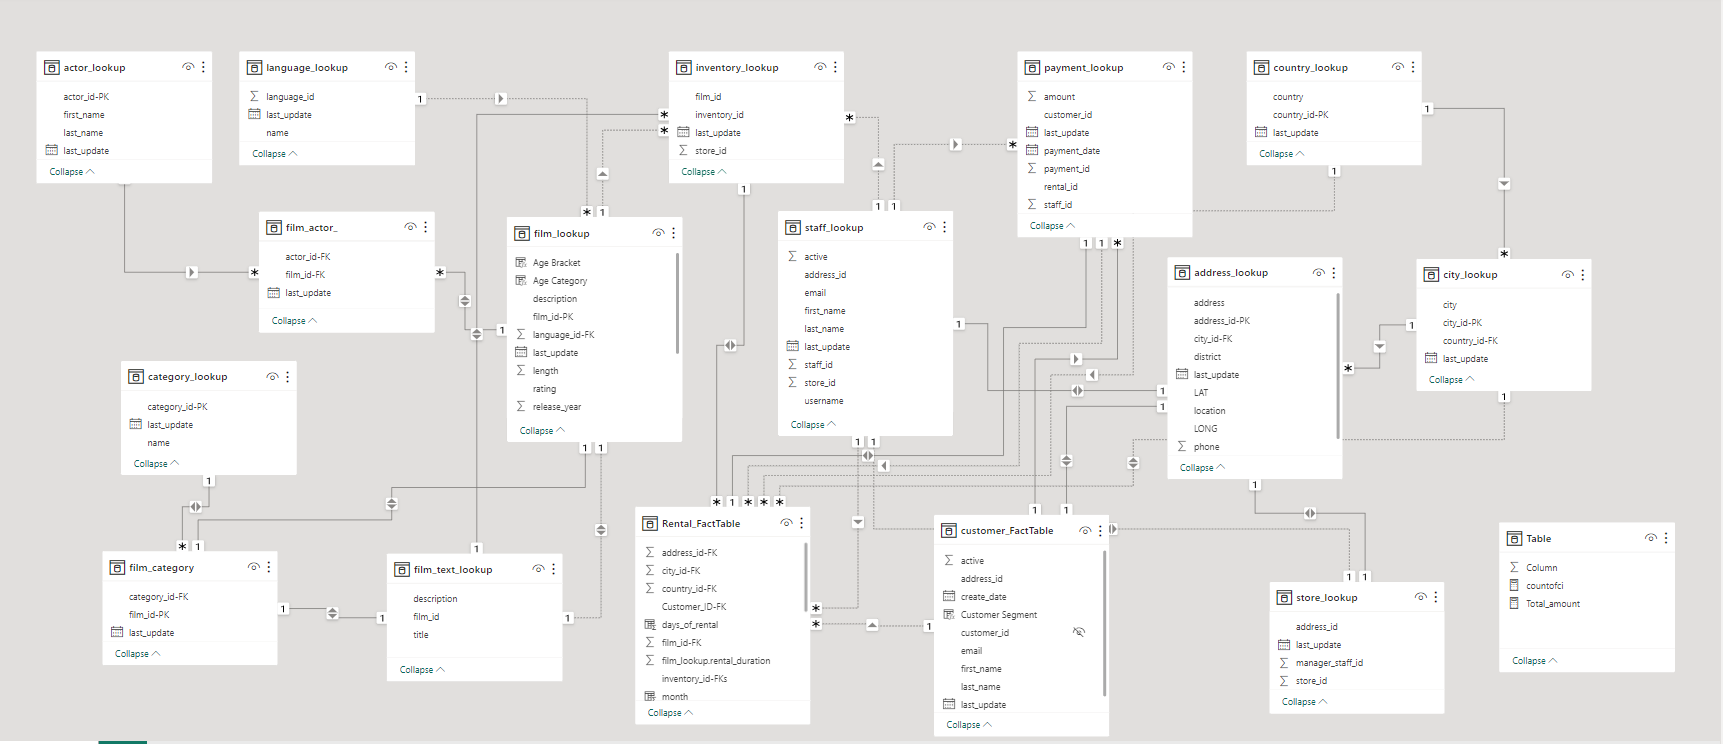 actor_lookup
actor_id-PK
first_name
last_name
last_update
Collapse
language_lookup
language_id
last_update
name
Collapse
inventory_lookup
film_id
inventory_id
last_update
store_id
Collapse
payment_lookup
amount
customer_id
last_update
payment_date
payment_id
rental_id
staff_id
Collapse
country_lookup
country
country_id-PK
last_update
Collapse
film_actor_
actor_id-FK
film_id-FK
last_update
Collapse
film_lookup
Age Bracket
Age Category
description
film_id-PK
language_id-FK
last_update
length
rating
release_year
Collapse
staff_lookup
active
address_id
email
first_name
last_name
last_update
staff_id
store_id
username
Collapse
address_lookup
address
address_id-PK
city_id-FK
district
last_update
LAT
location
LONG
phone
Collapse
city_lookup
city
city_id-PK
country_id-FK
last_update
Collapse
category_lookup
category_id-PK
last_update
name
Collapse
film_category
category_id-FK
film_id-PK
last_update
Collapse
film_text_lookup
description
film_id
title
Collapse
Rental_FactTable
address_id-FK
city_id-FK
country_id-FK
Customer_ID-FK
days_of_rental
film_id-FK
film_lookup.rental_duration
inventory_id-FKs
month
Collapse
customer_FactTable
active
address_id
create_date
Customer Segment
customer_id
email
first_name
last_name
last_update
Collapse
store_lookup
address_id
last_update
manager_staff_id
store_id
Collapse
Table
Column
countofci
Total_amount
Collapse